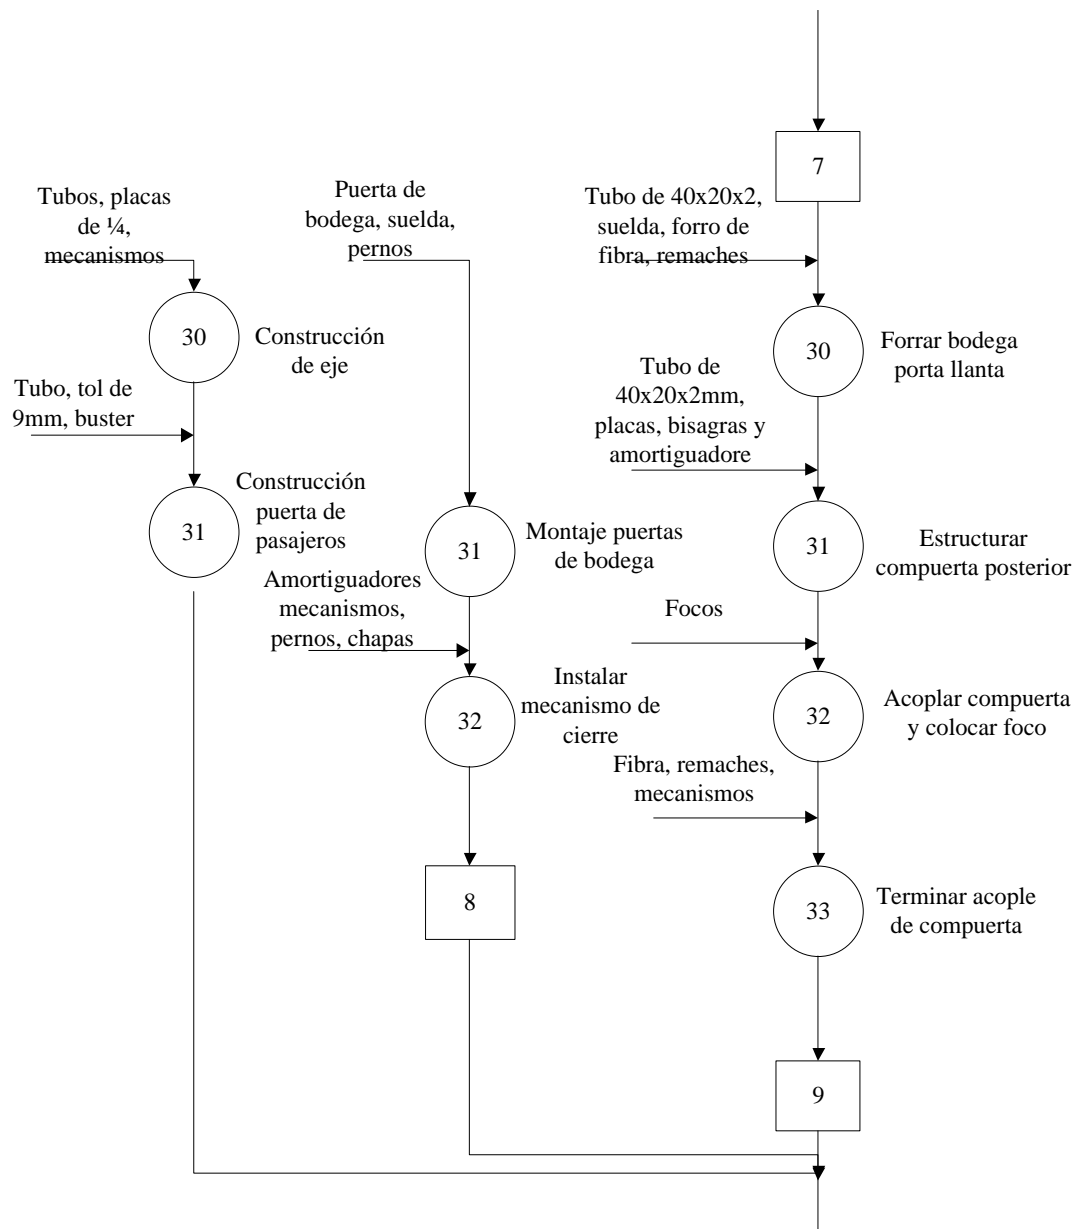 7
Tubos, placas
de ¼,
mecanismos
Puerta de
bodega, suelda,
pernos
Tubo de 40x20x2,
suelda, forro de
fibra, remaches
30
Construcción
de eje
30
Forrar bodega
porta llanta
Tubo, tol de
9mm, buster
Tubo de
40x20x2mm,
placas, bisagras y
amortiguadore
31
Construcción
puerta de
pasajeros
31
Montaje puertas
de bodega
31
Estructurar
compuerta posterior
Amortiguadores
mecanismos,
pernos, chapas
Focos
32
Instalar
mecanismo de
cierre
32
Acoplar compuerta
y colocar foco
Fibra, remaches,
mecanismos
8
33
Terminar acople
de compuerta
9